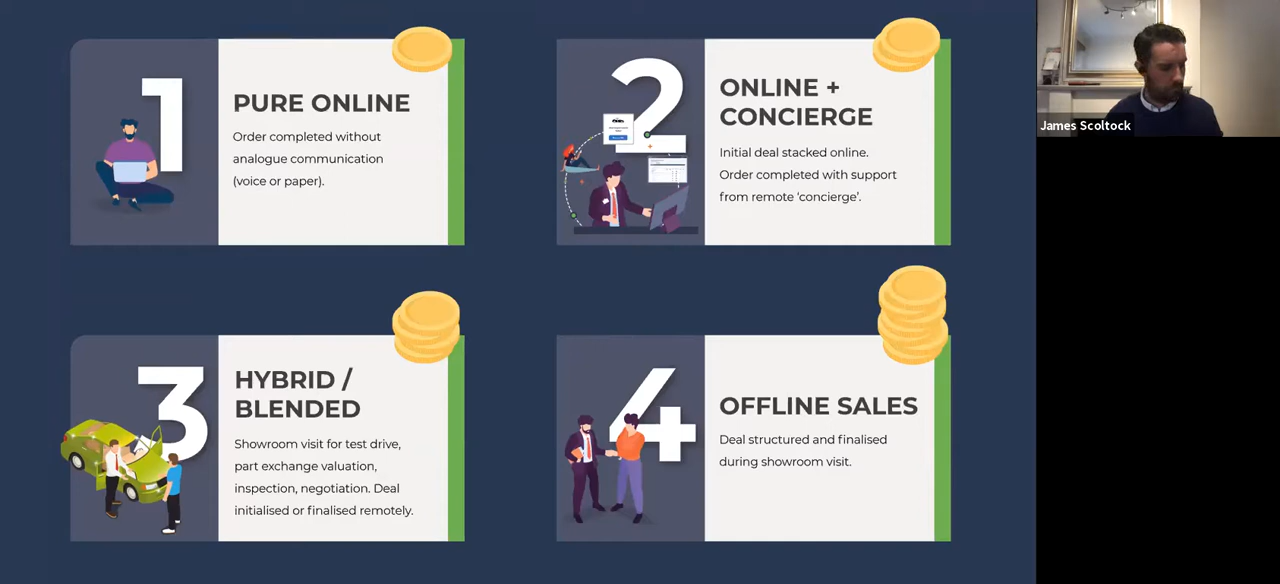 1
PURE ONLINE
Order completed without
analogue communication
(voice or paper).
2
ONLINE +
CONCIERGE
Initial deal stacked online.
Order completed with support
from remote ‘concierge’.
3
HYBRID /
BLENDED
Showroom visit for test drive,
part exchange valuation,
inspection, negotiation. Deal
initialised or finalised remotely.
4
OFFLINE SALES
Deal structured and finalised
during showroom visit.
James Scoltock